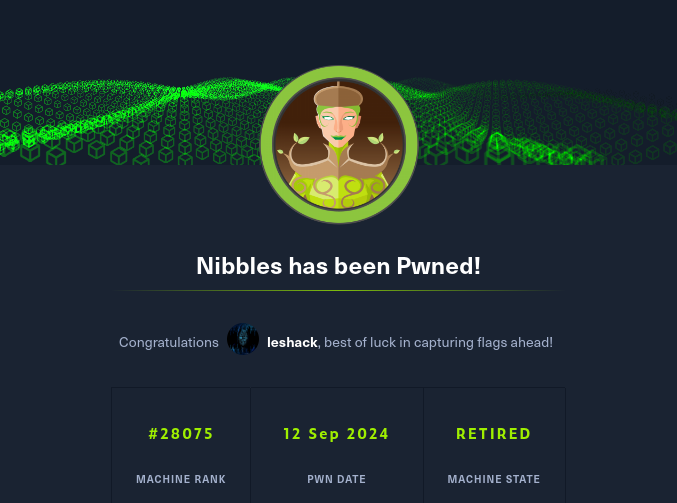 Nibbles has been Pwned!
Congratulations leshack, best of luck in capturing flags ahead!
#28075 12 Sep 2024 RETIRED
MACHINE RANK PWN DATE MACHINE STATE